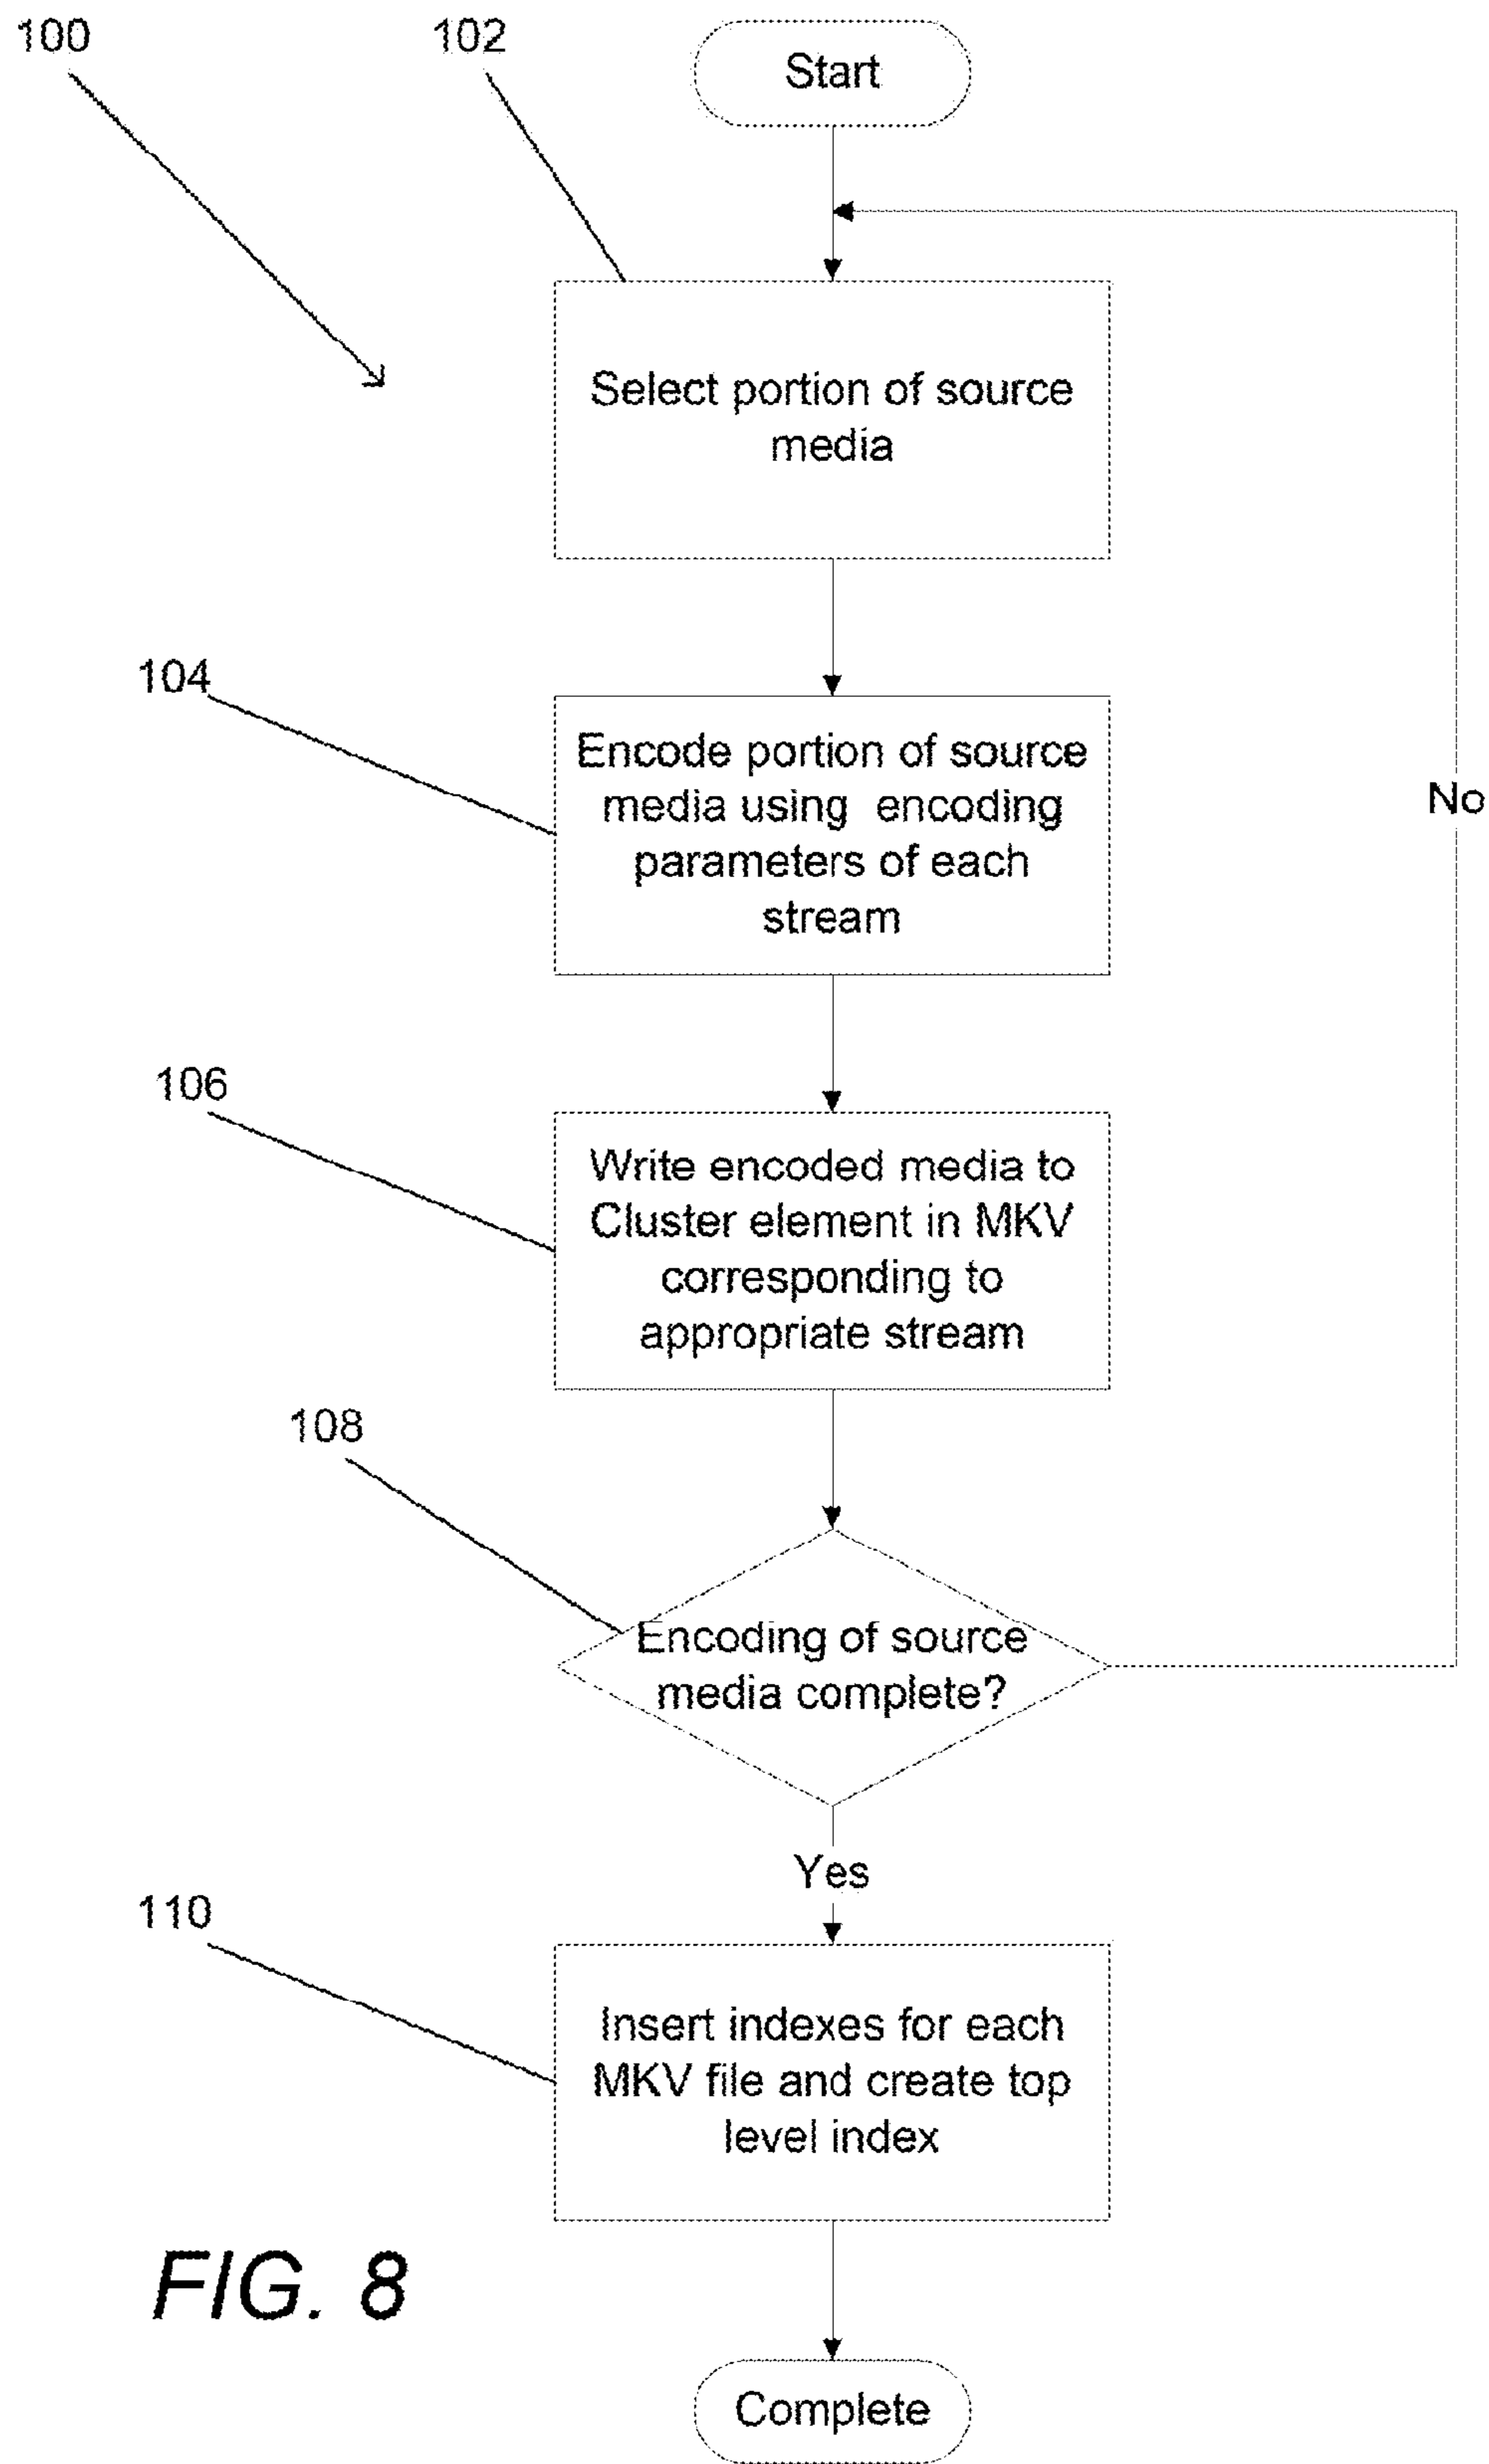 100
102
Start
Select portion of source
media
104
Encode portion of source
media using encoding
parameters of each
stream
No
106
Write encoded media to
Cluster element in MKV
corresponding to
appropriate stream
108
Encoding of source
media complete?
Yes
110
Insert indexes for each
MKV file and create top
level index
FIG. 8
Complete